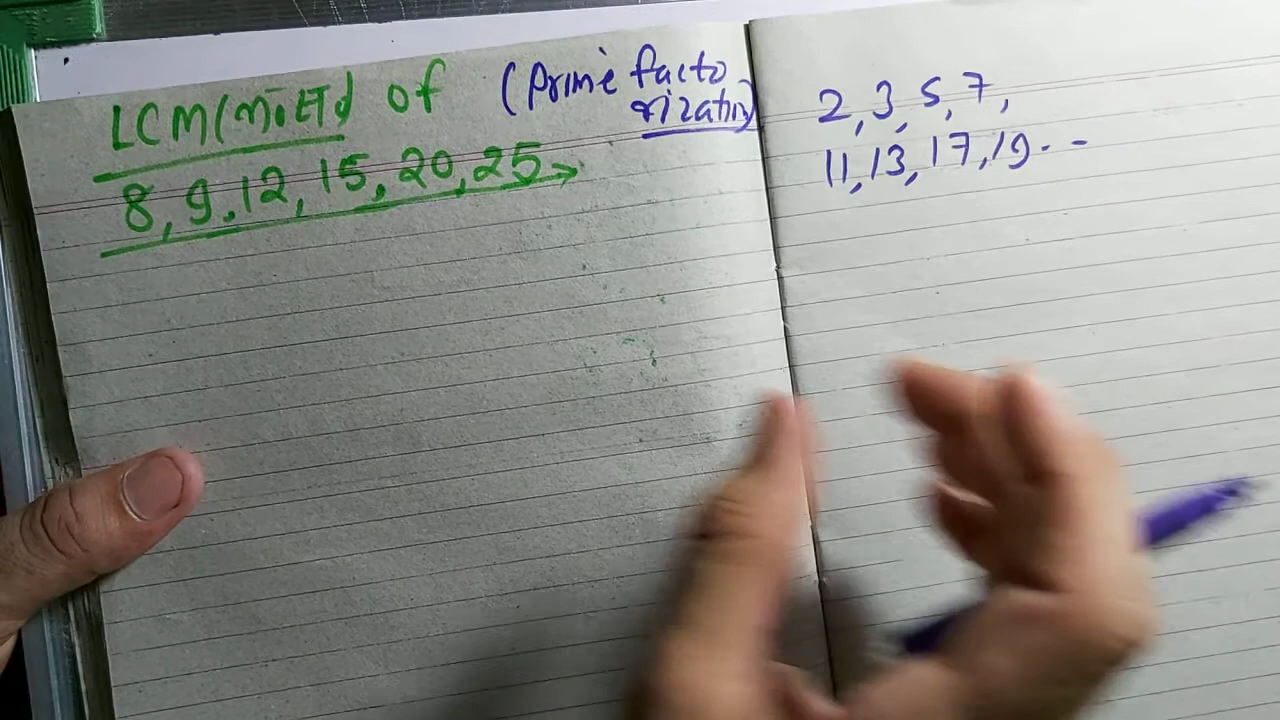 LCM( of (Prime facto
rization)
8, 9, 12, 15, 20, 25
2, 3, 5, 7,
11, 13, 17, 19 - -